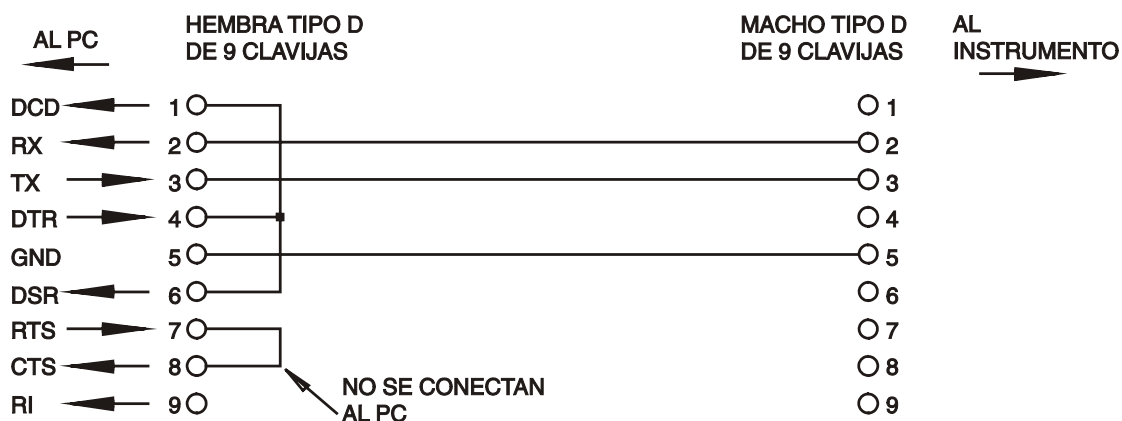 AL PC
HEMBRA TIPO D
DE 9 CLAVIJAS
MACHO TIPO D
DE 9 CLAVIJAS
AL
INSTRUMENTO
DCD 1 1
RX 2 2
TX 3 3
DTR 4 4
GND 5 5
DSR 6 6
RTS 7 7
CTS 8 8
RI 9 9
NO SE CONECTAN
AL PC